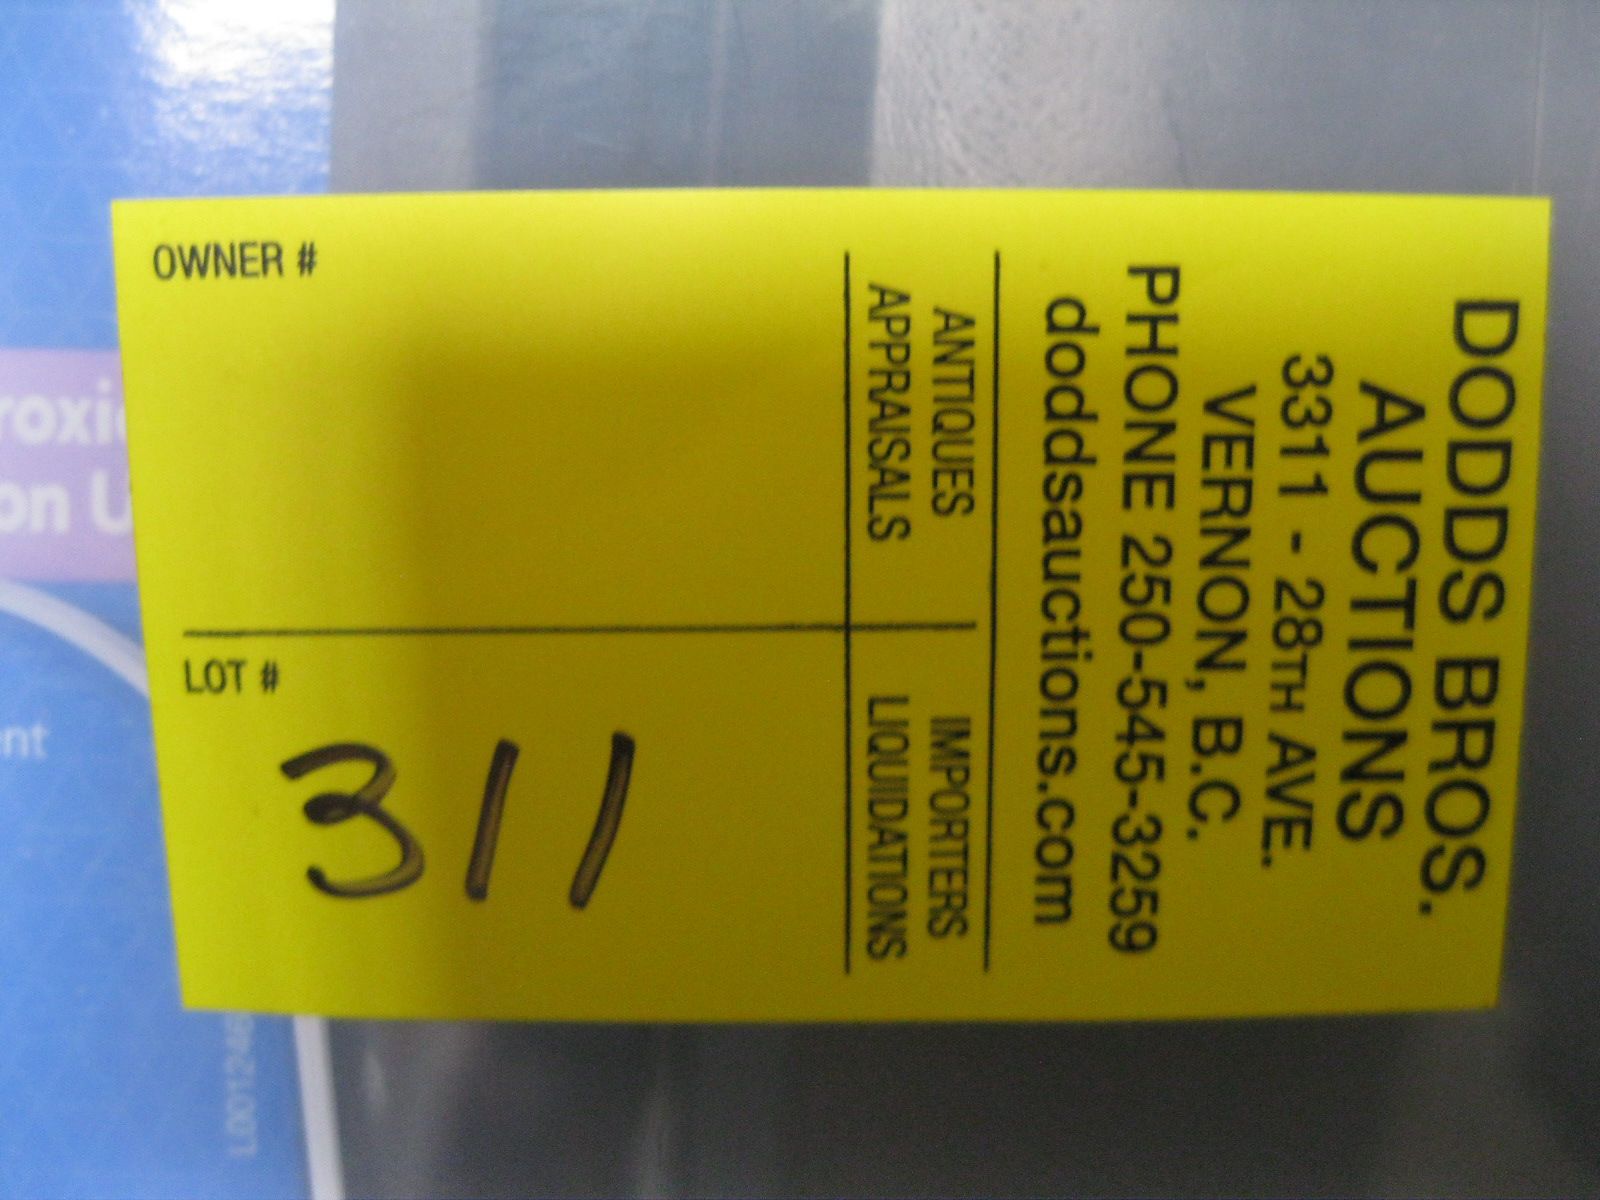 DODDS BROS.
AUCTIONS
3311 - 28TH AVE.
VERNON, B.C.
PHONE 250-545-3259
doddsauctions.com
ANTIQUES
APPRAISALS
IMPORTERS
LIQUIDATIONS
OWNER #
LOT #
311